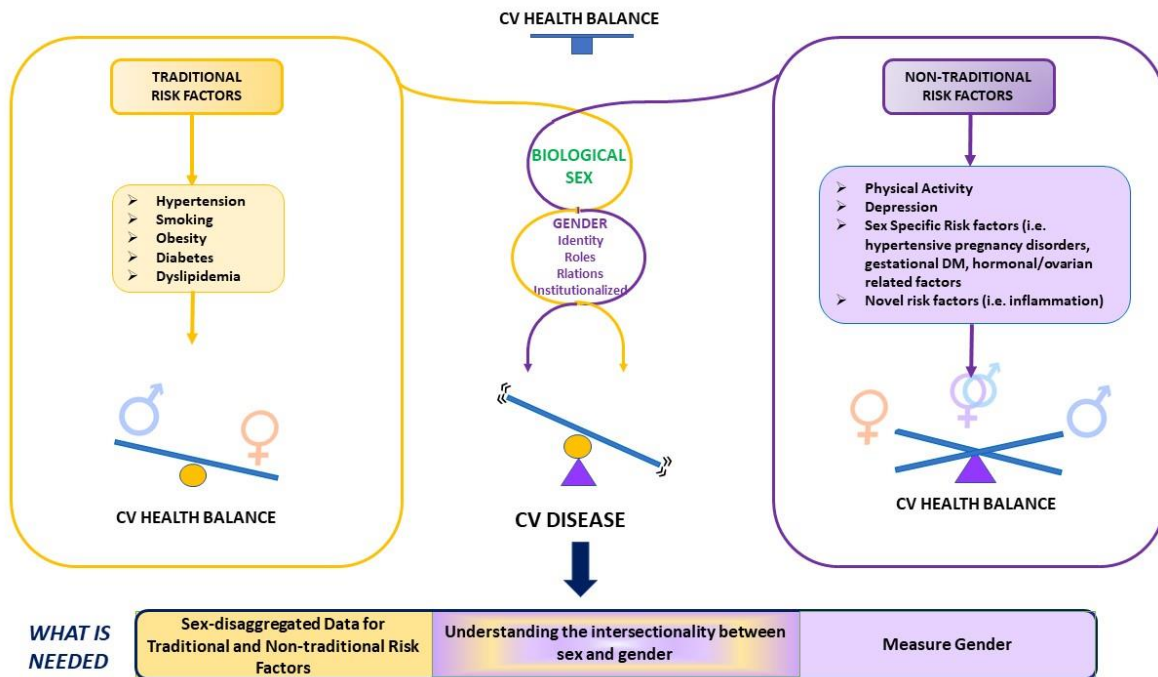 CV HEALTH BALANCE
TRADITIONAL
RISK FACTORS
Hypertension
Smoking
Obesity
Diabetes
Dyslipidemia
CV HEALTH BALANCE
BIOLOGICAL
SEX
GENDER
Identity
Roles
Rlations
Institutionalized
CV DISEASE
NON-TRADITIONAL
RISK FACTORS
Physical Activity
Depression
Sex Specific Risk factors (i.e.
hypertensive pregnancy disorders,
gestational DM, hormonal/ovarian
related factors
Novel risk factors (i.e. inflammation)
CV HEALTH BALANCE
WHAT IS
NEEDED
Sex-disaggregated Data for
Traditional and Non-traditional Risk
Factors
Understanding the intersectionality between
sex and gender
Measure Gender